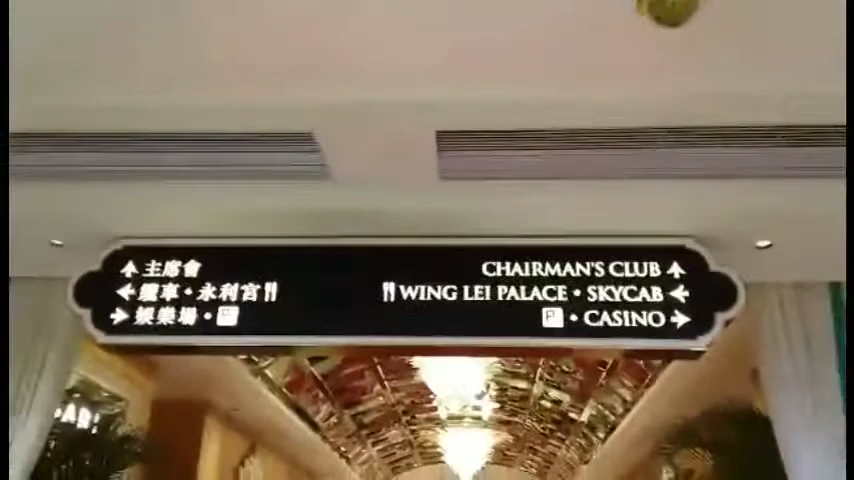 ↑ 主席會
← 纜車・永利宮
→ 娛樂場・P
CHAIRMAN'S CLUB ↑
WING LEI PALACE • SKYCAB ←
P • CASINO →